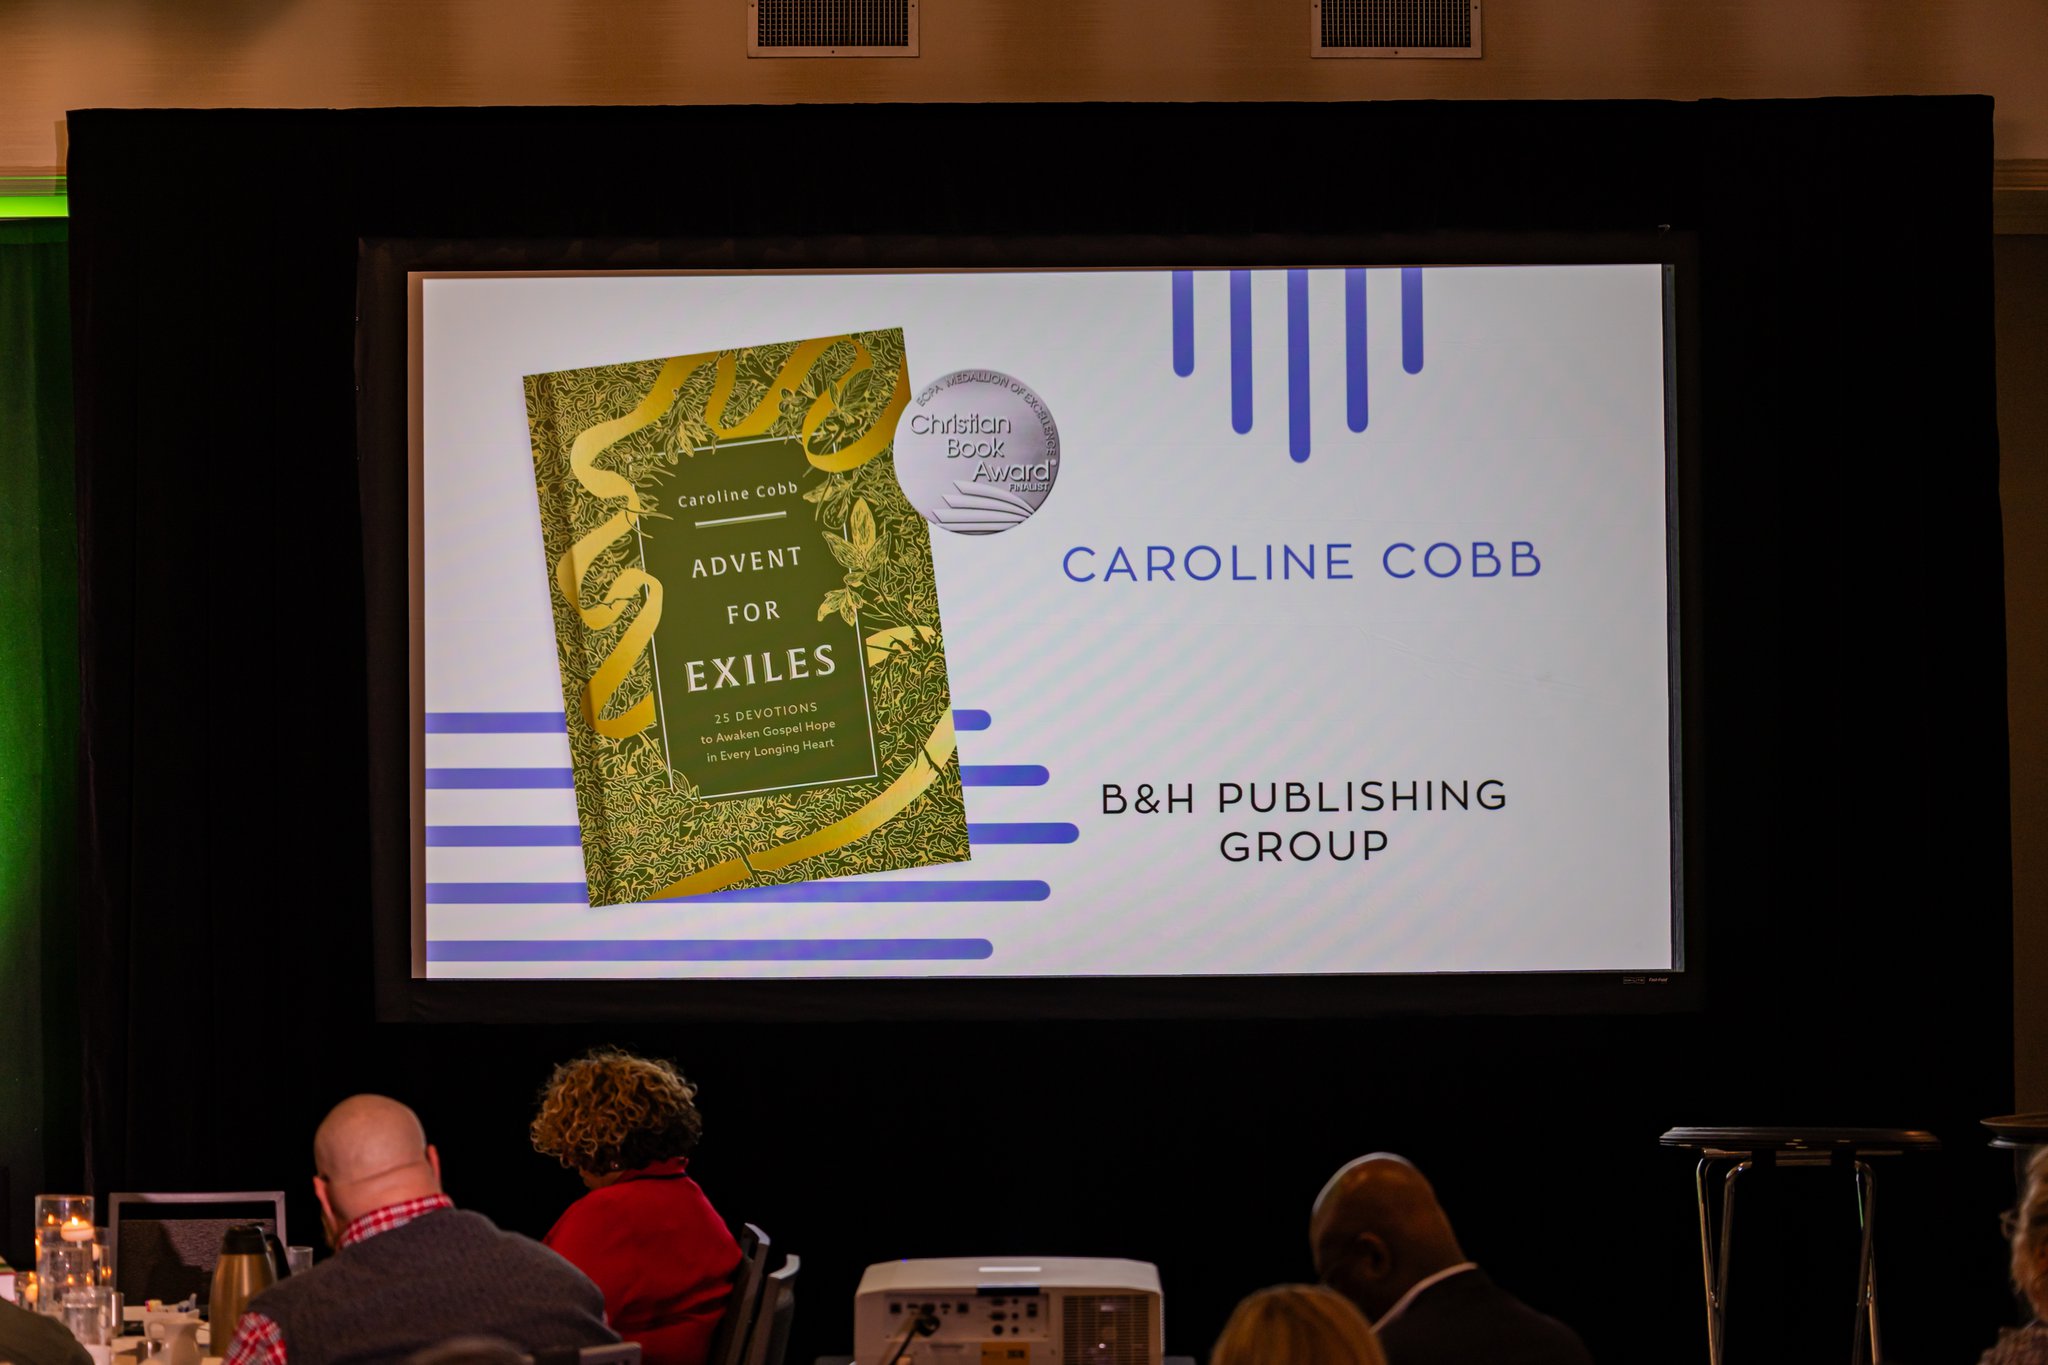 Caroline Cobb
ADVENT
FOR
EXILES
25 DEVOTIONS
to Awaken Gospel Hope
in Every Longing Heart
ECPA MEDALLION OF EXCELLENCE
Christian
Book
Award®
FINALIST
CAROLINE COBB
B&H PUBLISHING
GROUP